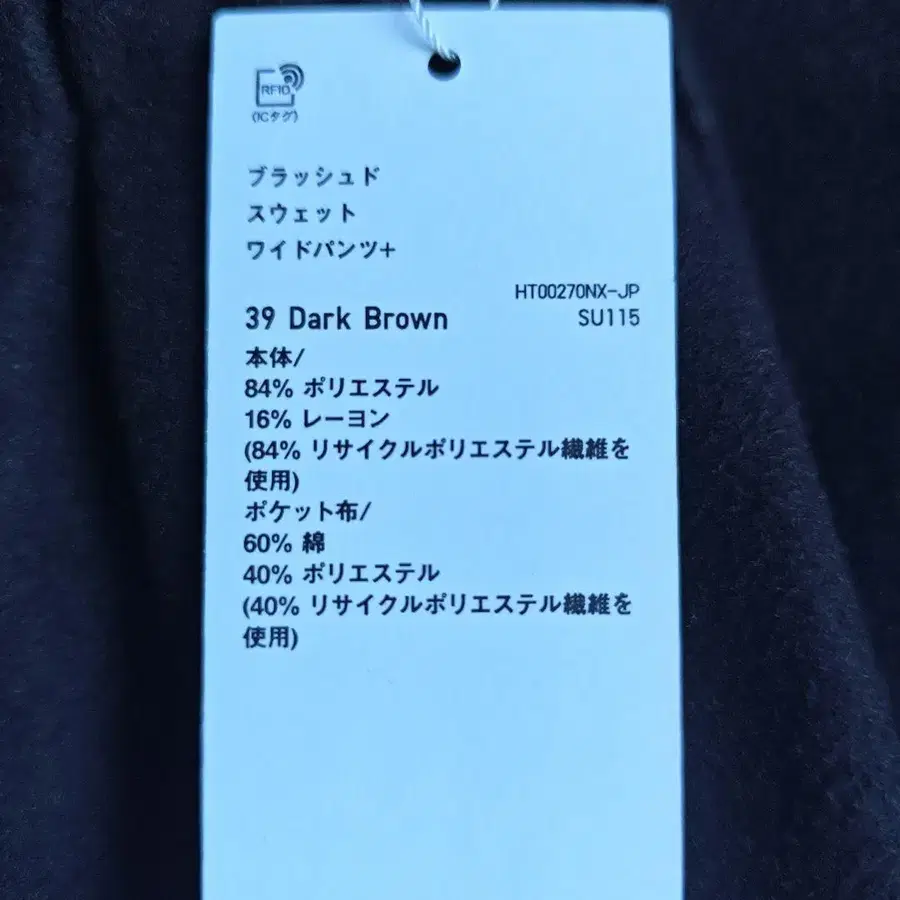 RFID
(ICタグ)
ブラッシュド
スウェット
ワイドパンツ+
HT00270NX-JP
39 Dark Brown
SU115
本体/
84% ポリエステル
16% レーヨン
(84% リサイクルポリエステル繊維を
使用)
ポケット布/
60% 綿
40% ポリエステル
(40% リサイクルポリエステル繊維を
使用)